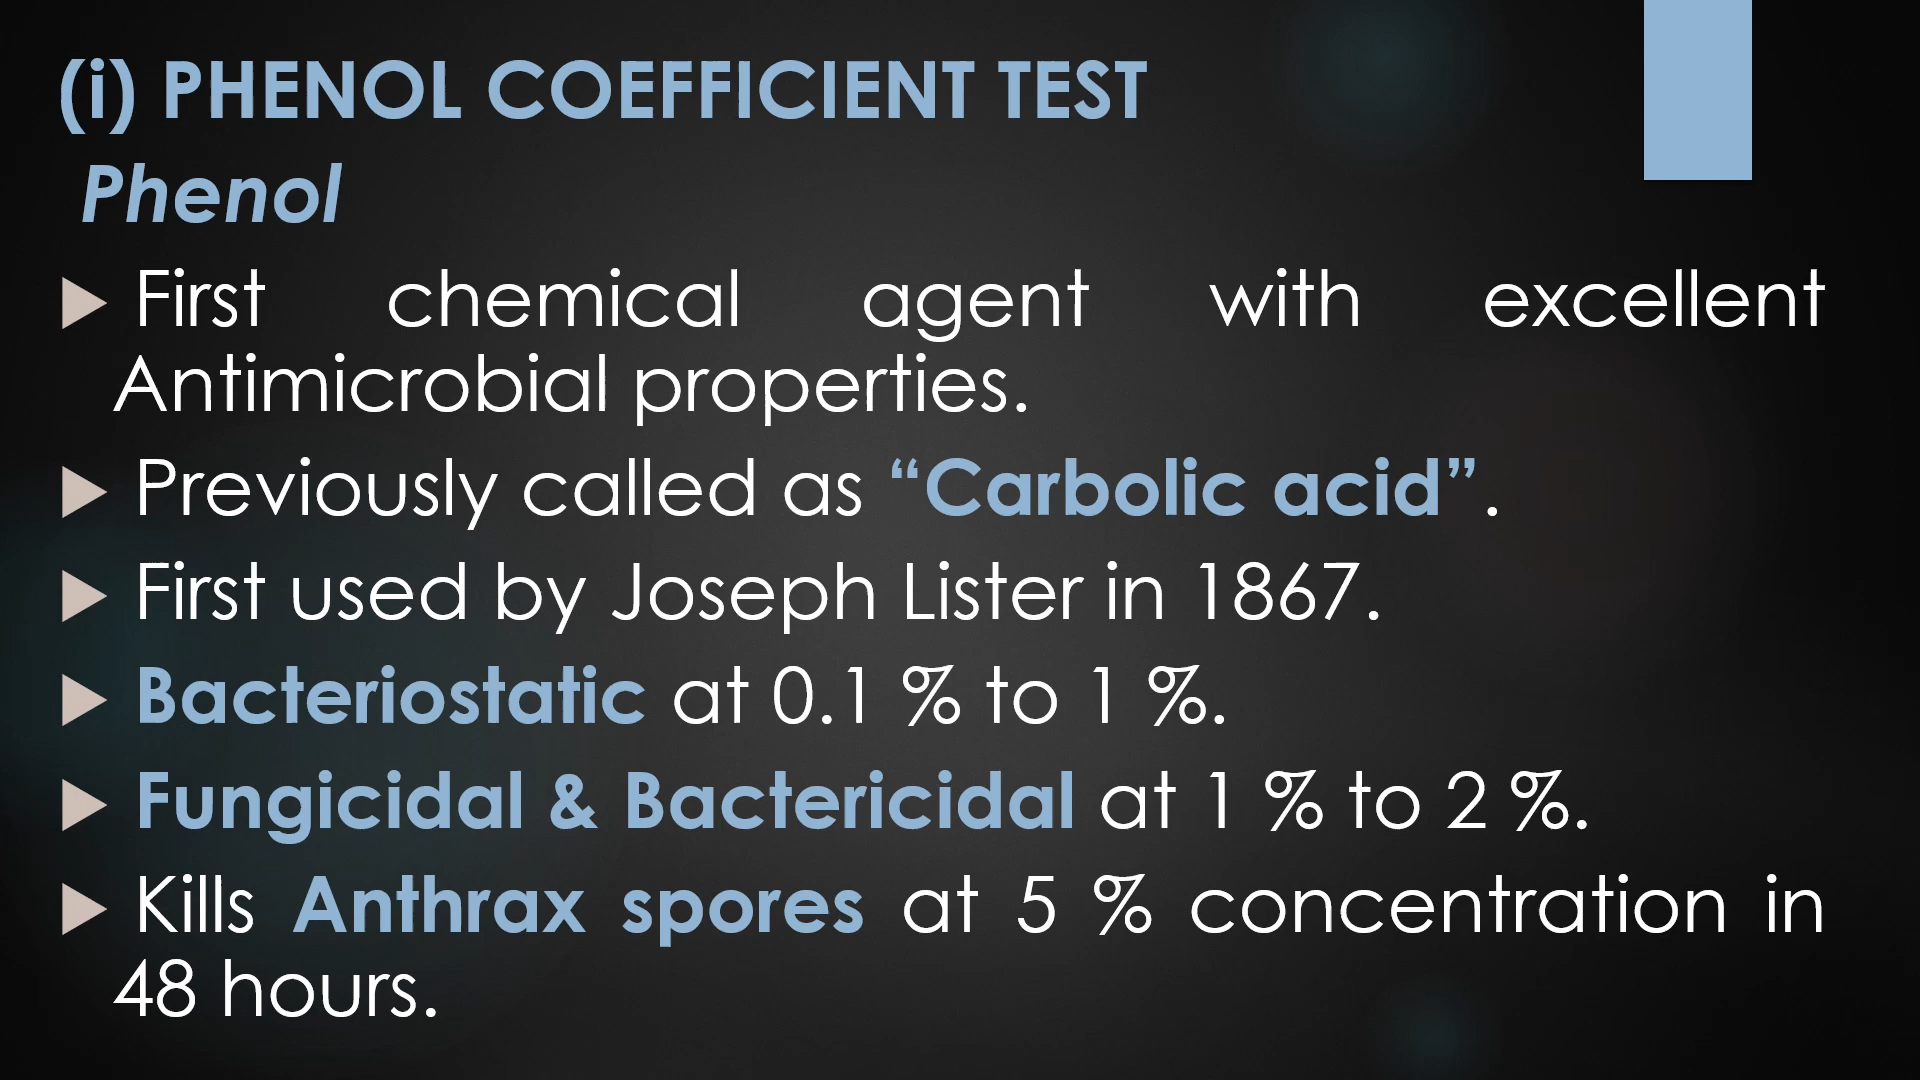 (i) PHENOL COEFFICIENT TEST
Phenol
First chemical agent with excellent
Antimicrobial properties.
Previously called as “Carbolic acid”.
First used by Joseph Lister in 1867.
Bacteriostatic at 0.1 % to 1 %.
Fungicidal & Bactericidal at 1 % to 2 %.
Kills Anthrax spores at 5 % concentration in
48 hours.